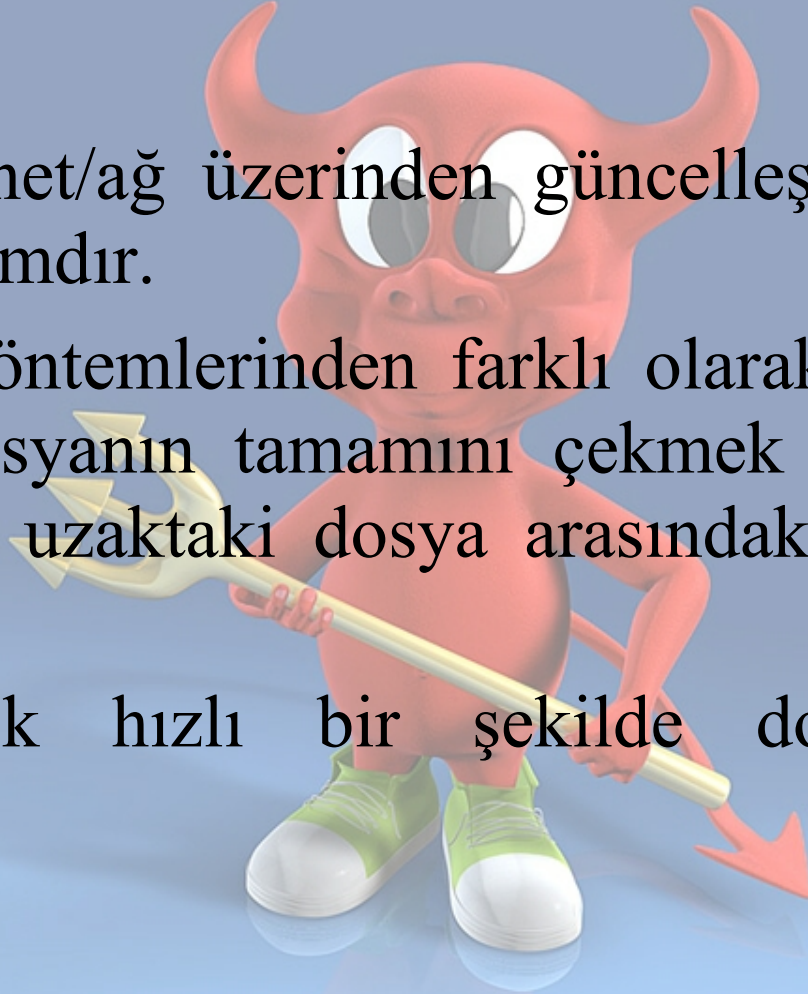 net/ağ üzerinden güncelleş
mdır.
öntemlerinden farklı olarak
syanın tamamını çekmek
uzaktaki dosya arasındak
k hızlı bir şekilde do